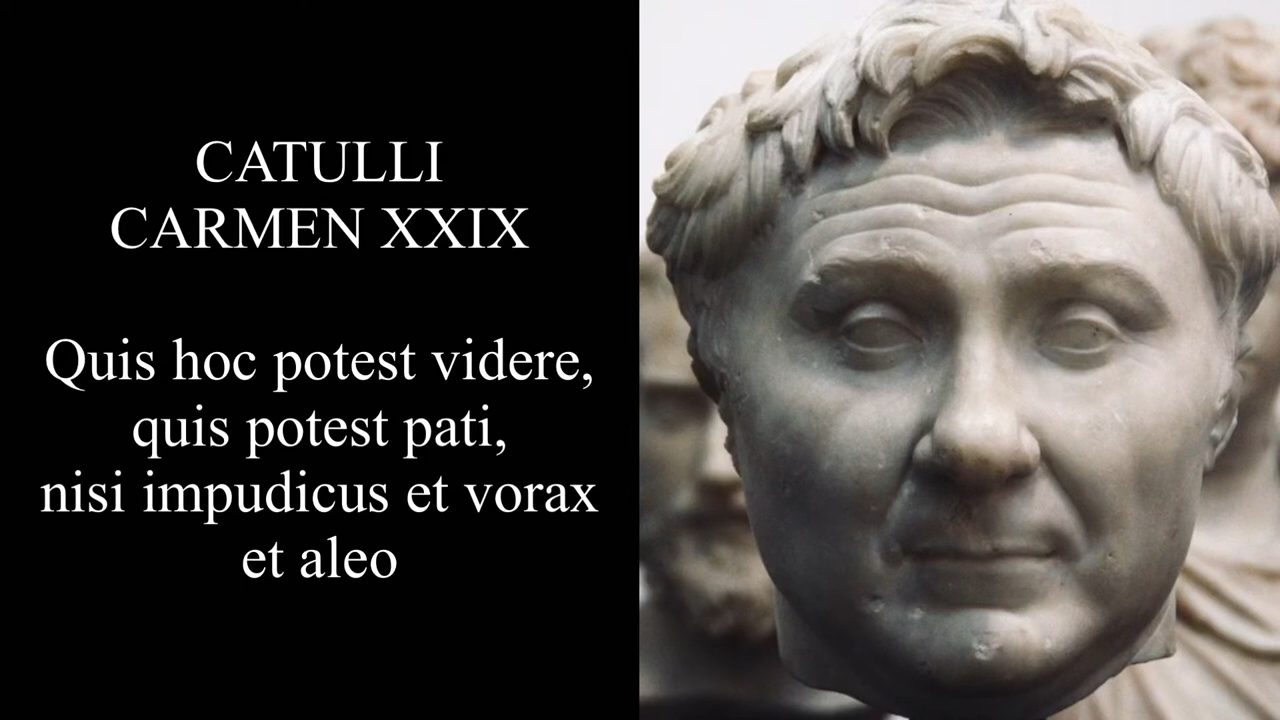 CATULLI
CARMEN XXIX
Quis hoc potest videre,
quis potest pati,
nisi impudicus et vorax
et aleo